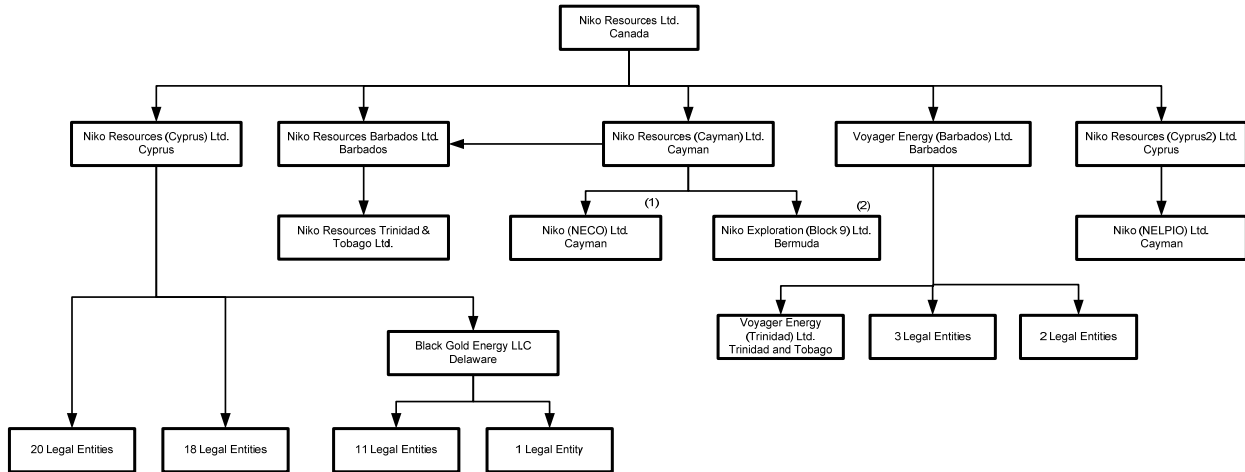 Niko Resources Ltd.
Canada
Niko Resources (Cyprus) Ltd.
Cyprus
Niko Resources Barbados Ltd.
Barbados
Niko Resources (Cayman) Ltd.
Cayman
Voyager Energy (Barbados) Ltd.
Barbados
Niko Resources (Cyprus2) Ltd.
Cyprus
(1)
(2)
Niko Resources Trinidad &
Tobago Ltd.
Niko (NECO) Ltd.
Cayman
Niko Exploration (Block 9) Ltd.
Bermuda
Niko (NELPIO) Ltd.
Cayman
Voyager Energy
(Trinidad) Ltd.
Trinidad and Tobago
3 Legal Entities
2 Legal Entities
Black Gold Energy LLC
Delaware
20 Legal Entities
18 Legal Entities
11 Legal Entities
1 Legal Entity